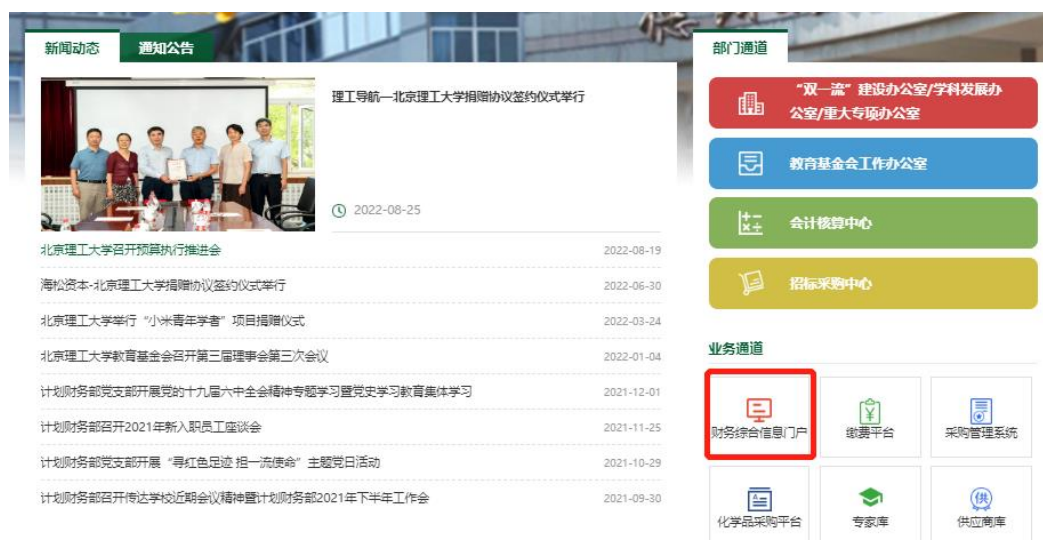 新闻动态
通知公告
理工导航—北京理工大学捐赠协议签约仪式举行
2022-08-25
北京理工大学召开预算执行推进会
2022-08-19
海松资本-北京理工大学捐赠协议签约仪式举行
2022-06-30
北京理工大学举行“小米青年学者”项目捐赠仪式
2022-03-24
北京理工大学教育基金会召开第三届理事会第三次会议
2022-01-04
计划财务部党支部开展党的十九届六中全会精神专题学习暨党史学习教育集体学习
2021-12-01
计划财务部召开2021年新入职员工座谈会
2021-11-25
计划财务部党支部开展“寻红色足迹 担一流使命”主题党日活动
2021-10-29
计划财务部召开传达学校近期会议精神暨计划财务部2021年下半年工作会
2021-09-30
部门通道
“双一流”建设办公室/学科发展办
公室/重大专项办公室
教育基金会工作办公室
会计核算中心
招标采购中心
业务通道
财务综合信息门户
缴费平台
采购管理系统
化学品采购平台
专家库
供
供应商库